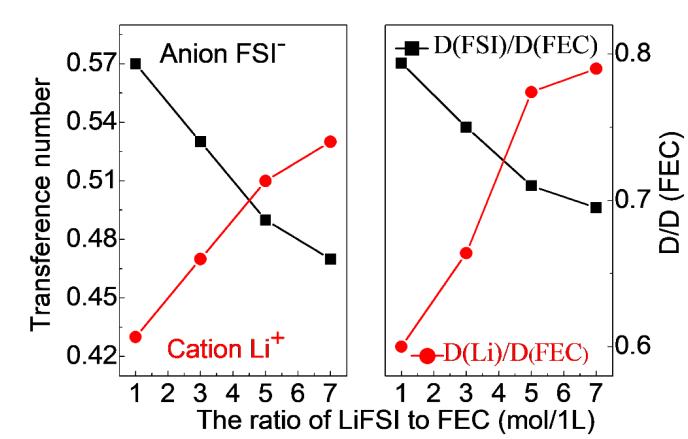 Anion FSI⁻
D(FSI)/D(FEC)
0.57
0.54
0.51
0.48
0.45
0.42
Transference number
Cation Li⁺
D(Li)/D(FEC)
0.8
0.7
0.6
D/D (FEC)
1 2 3 4 5 6 7
1 2 3 4 5 6 7
The ratio of LiFSI to FEC (mol/1L)